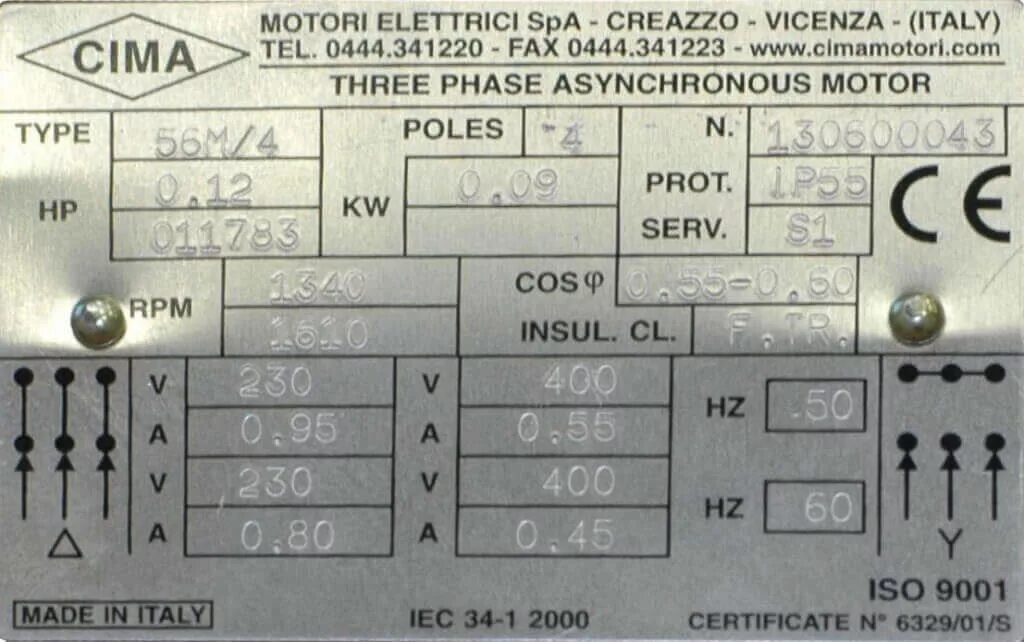 CIMA
MOTORI ELETTRICI SpA - CREAZZO - VICENZA - (ITALY)
TEL. 0444.341220 - FAX 0444.341223 - www.cimamotori.com
THREE PHASE ASYNCHRONOUS MOTOR
TYPE 56M/4 POLES 4 N. 130600043
HP 0.12 KW 0.09 PROT. IP55
011783 SERV. S1
CE
RPM 1340 COSφ 0.55-0.60
1610 INSUL. CL. F.TR.
V 230 V 400 HZ 50
A 0.95 A 0.55
V 230 V 400 HZ 60
A 0.80 A 0.45
Δ Y
ISO 9001
MADE IN ITALY IEC 34-1 2000 CERTIFICATE N° 6329/01/S